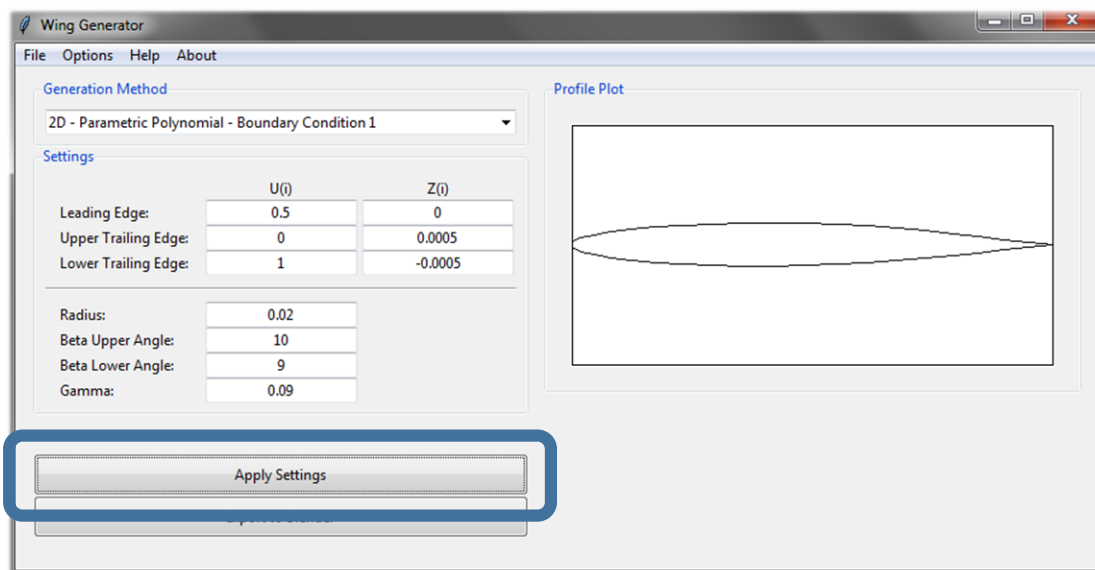 Wing Generator
File Options Help About
Generation Method
2D - Parametric Polynomial - Boundary Condition 1
Settings
U(i) Z(i)
Leading Edge: 0.5 0
Upper Trailing Edge: 0 0.0005
Lower Trailing Edge: 1 -0.0005
Radius: 0.02
Beta Upper Angle: 10
Beta Lower Angle: 9
Gamma: 0.09
Apply Settings
Profile Plot